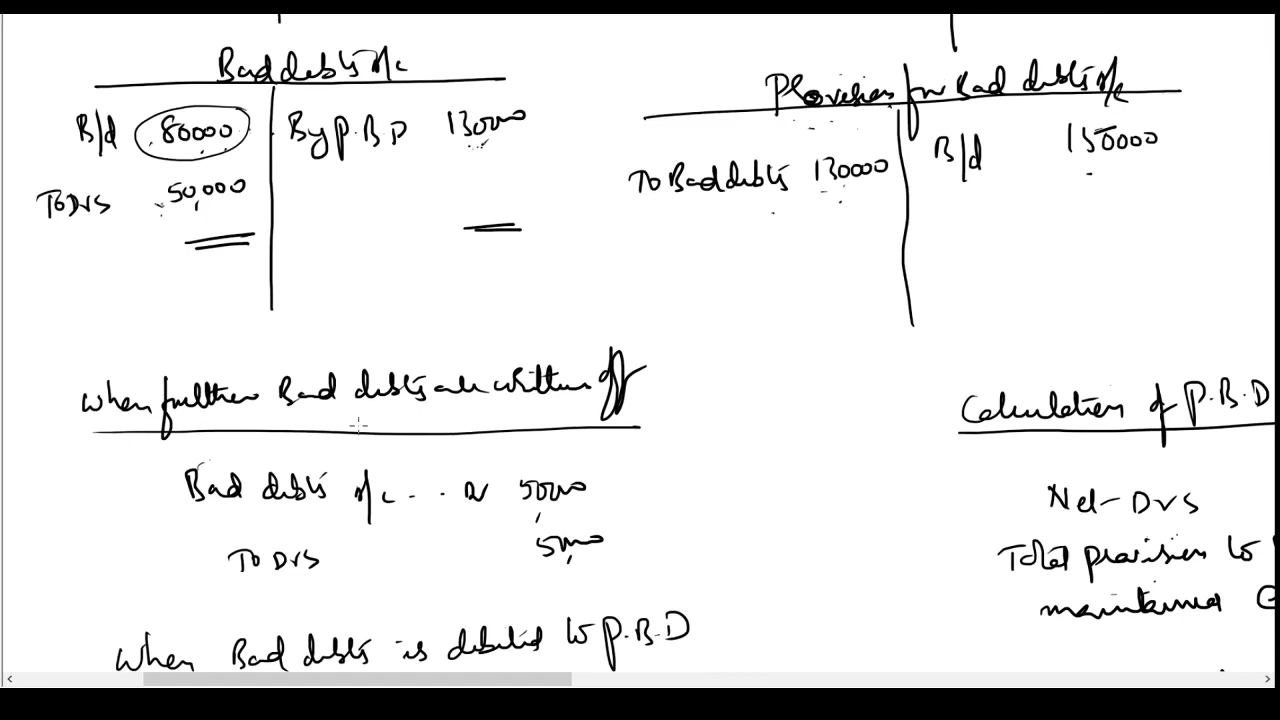 Bad debts a/c
B/d 80000 By P.B.D 130000
To Drs 50,000
Provision for Bad debts a/c
To Bad debts 130000 B/d 150000
When further Bad debts are written off
Bad debts a/c . . . Dr 50000
To Drs 50000
When Bad debts is debited to P.B.D
Calculation of P.B.D
Net Drs
Total provision to
maintained